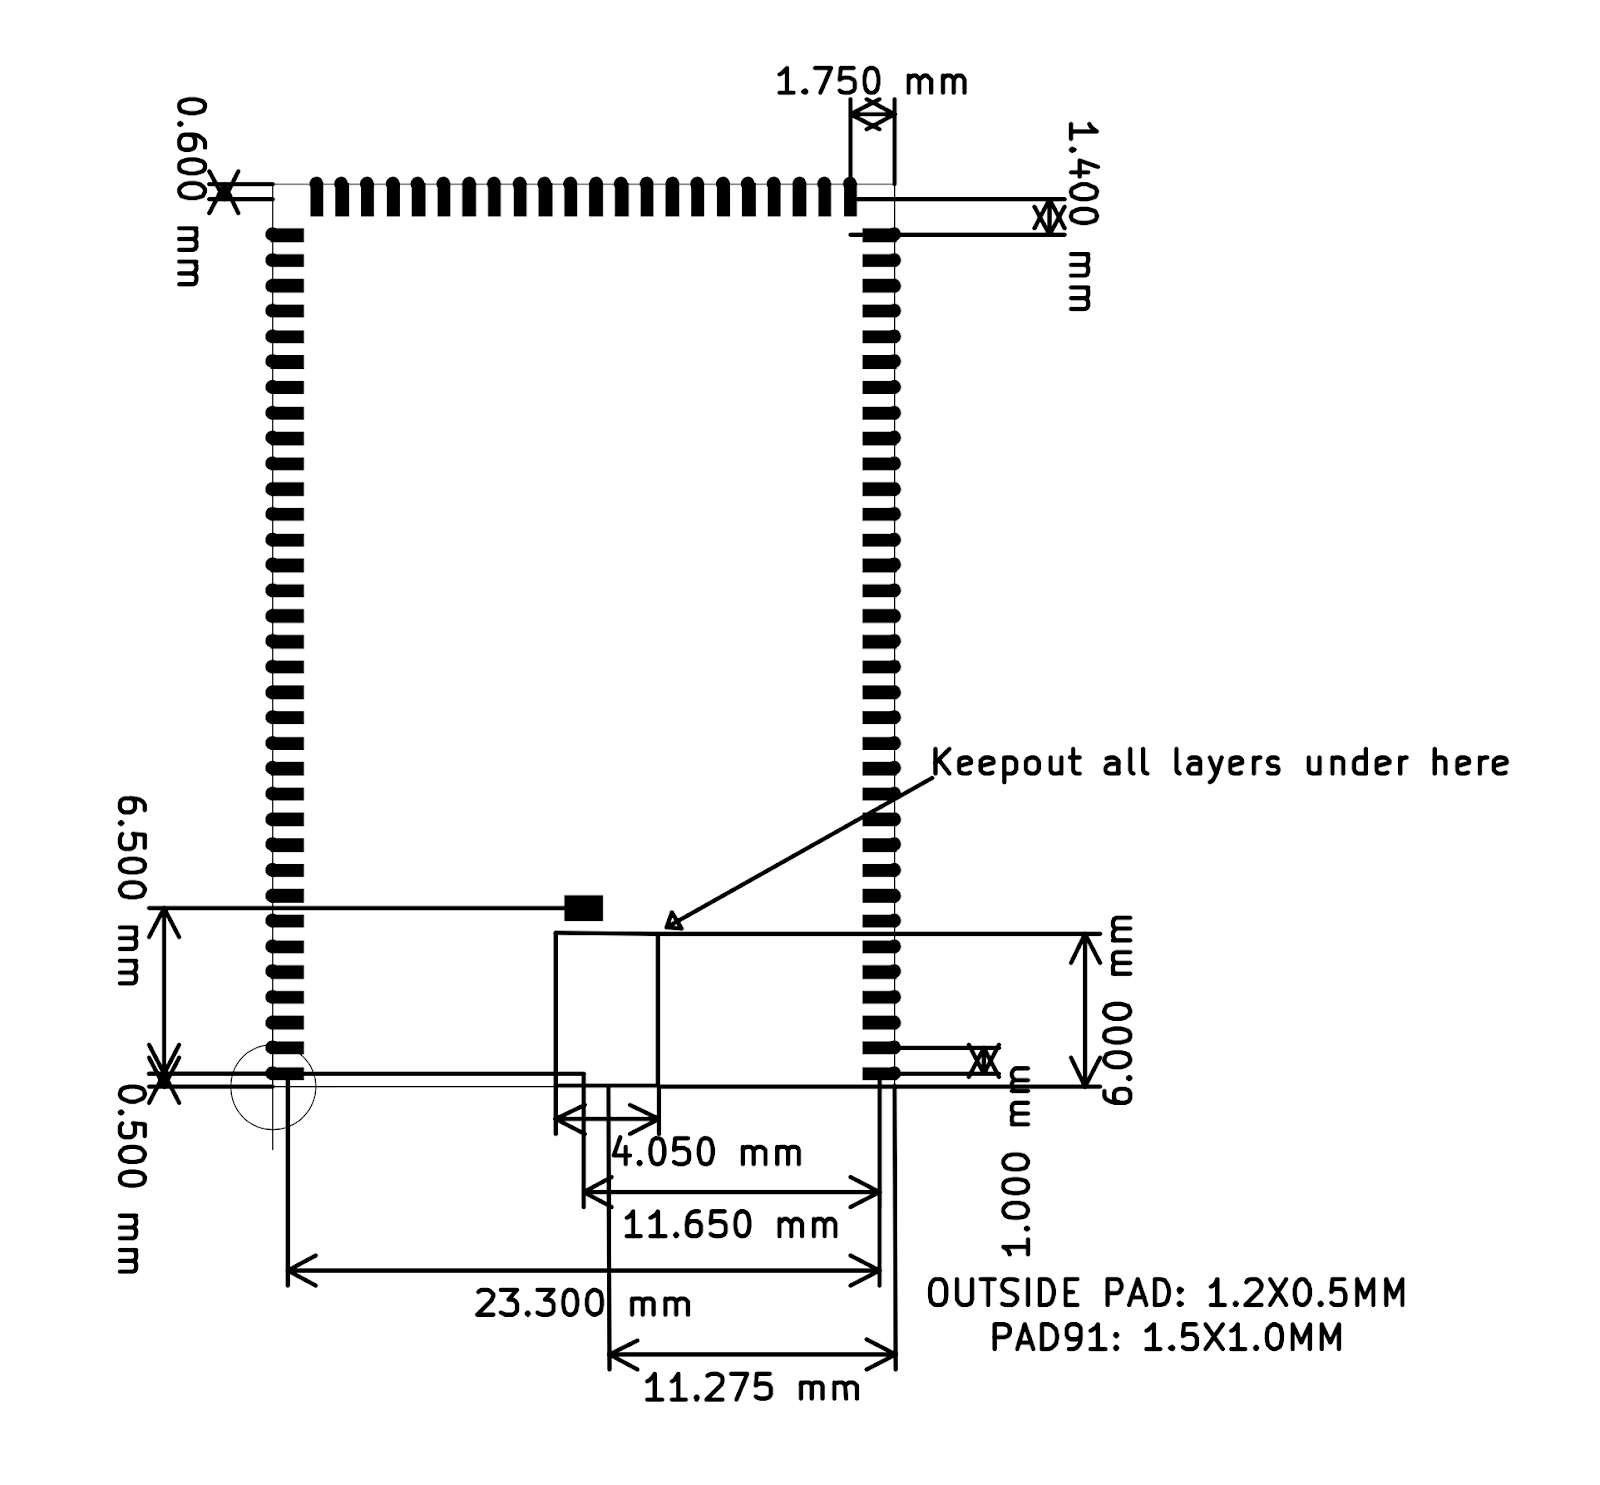 1.750 mm
0.600 mm
1.400 mm
Keepout all layers under here
6.500 mm
6.000 mm
0.500 mm
1.000 mm
4.050 mm
11.650 mm
23.300 mm
OUTSIDE PAD: 1.2X0.5MM
PAD91: 1.5X1.0MM
11.275 mm